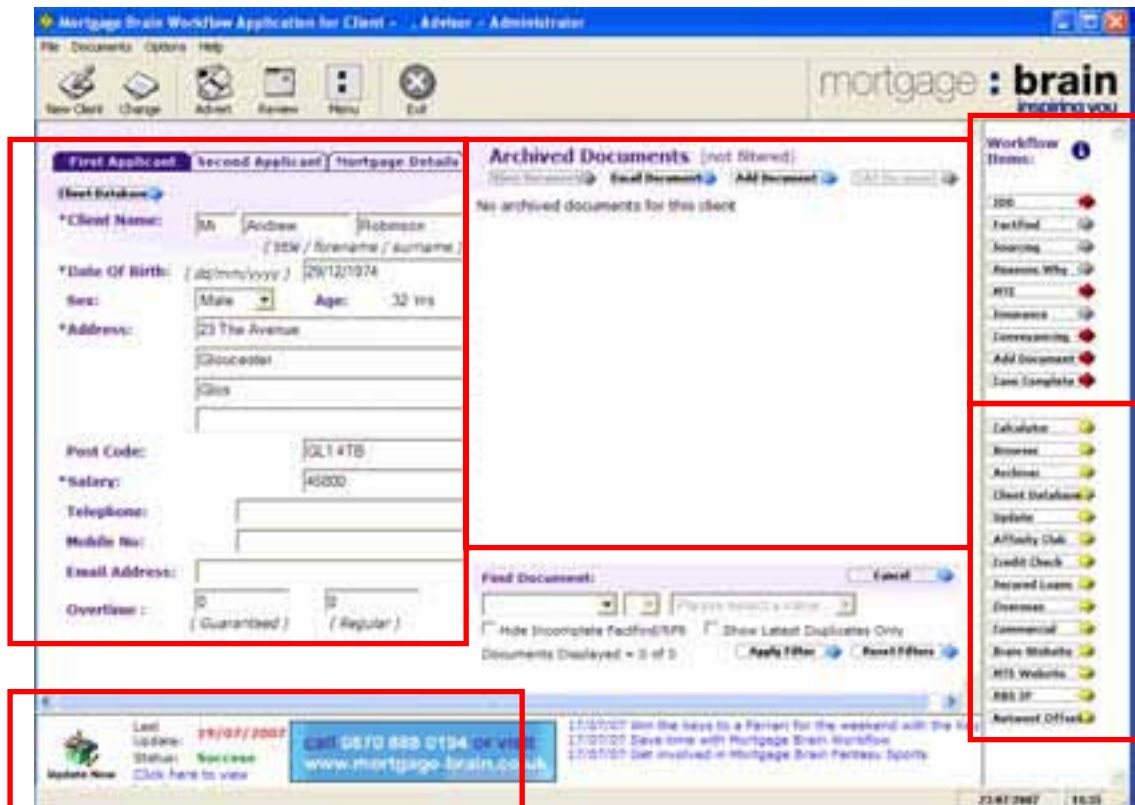 Mortgage Brain Workflow Application for Client - , Adviser - Administrator
File Documents Options Help
New Client Change Advert Review Menu Exit
mortgage : brain
inspiring you
First Applicant Second Applicant Mortgage Details
Client Database
*Client Name: Mr Andrew Robinson
( title / forename / surname )
*Date Of Birth: ( dd/mm/yyyy ) 29/12/1974
Sex: Male Age: 32 Yrs
*Address: 23 The Avenue
Gloucester
Glos
Post Code: GL1 4TB
*Salary: 45000
Telephone:
Mobile No:
Email Address:
Overtime : 0 0
( Guaranteed ) ( Regular )
Archived Documents (not filtered)
Email Document Add Document
No archived documents for this client
Find Document: Cancel
Please select a value
Hide Incomplete Factfind/KFR Show Latest Duplicates Only
Documents Displayed = 0 of 0 Apply Filter Reset Filters
Workflow
Items:
IDD
Factfind
Sourcing
Reasons Why
MTE
Insurance
Conveyancing
Add Document
Case Complete
Calculator
Browser
Archives
Client Database
Update
Affinity Club
Credit Check
Secured Loans
Overseas
Commercial
Brain Website
MTE Website
RBS IP
Network Offers
Update Now
Last
Update: 19/07/2007
Status: Success
Click here to view
call 0870 888 0194 or visit
www.mortgage-brain.co.uk
17/07/07 Win the keys to a Ferrari for the weekend with the
17/07/07 Save time with Mortgage Brain Workflow
17/07/07 Get involved in Mortgage Brain Fantasy Sports
23/07/2007